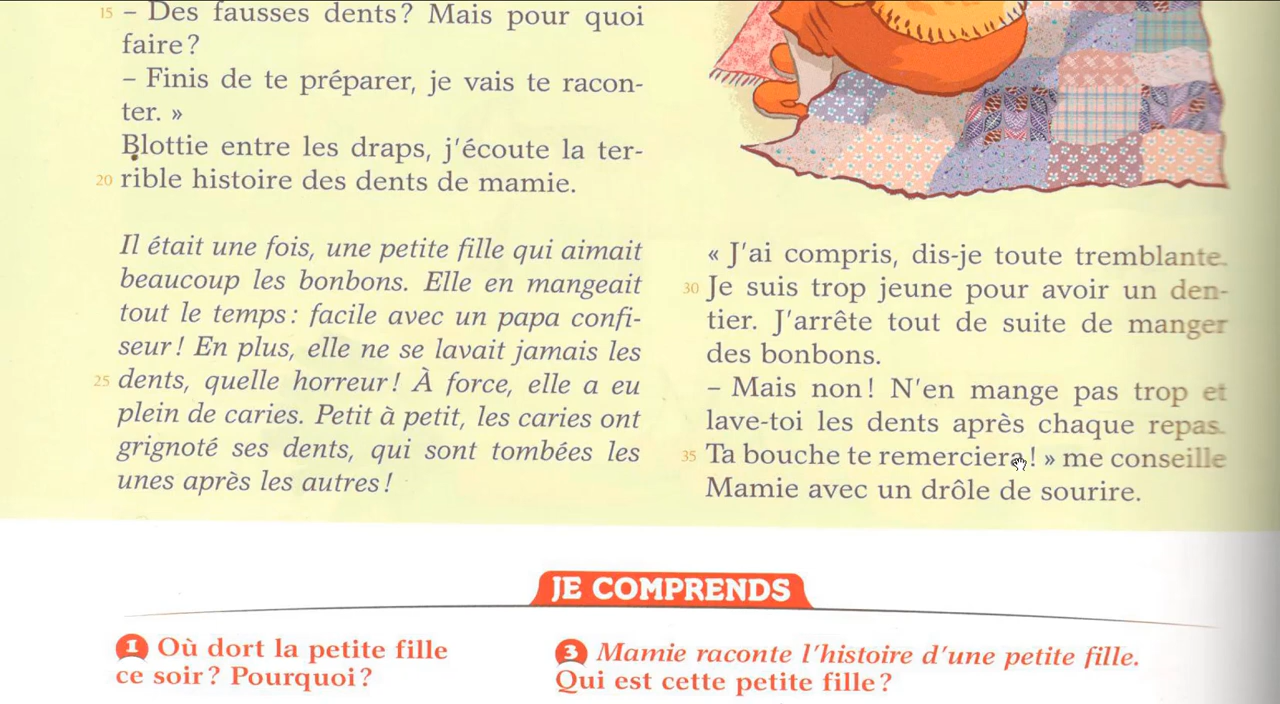 15 – Des fausses dents? Mais pour quoi
faire?
– Finis de te préparer, je vais te racon-
ter. »
Blottie entre les draps, j'écoute la ter-
20 rible histoire des dents de mamie.
Il était une fois, une petite fille qui aimait
beaucoup les bonbons. Elle en mangeait
tout le temps: facile avec un papa confi-
seur! En plus, elle ne se lavait jamais les
25 dents, quelle horreur! À force, elle a eu
plein de caries. Petit à petit, les caries ont
grignoté ses dents, qui sont tombées les
unes après les autres!
« J'ai compris, dis-je toute tremblante.
30 Je suis trop jeune pour avoir un den-
tier. J'arrête tout de suite de manger
des bonbons.
– Mais non! N'en mange pas trop et
lave-toi les dents après chaque repas.
35 Ta bouche te remerciera! » me conseille
Mamie avec un drôle de sourire.
JE COMPRENDS
1 Où dort la petite fille
ce soir? Pourquoi?
3 Mamie raconte l'histoire d'une petite fille.
Qui est cette petite fille?